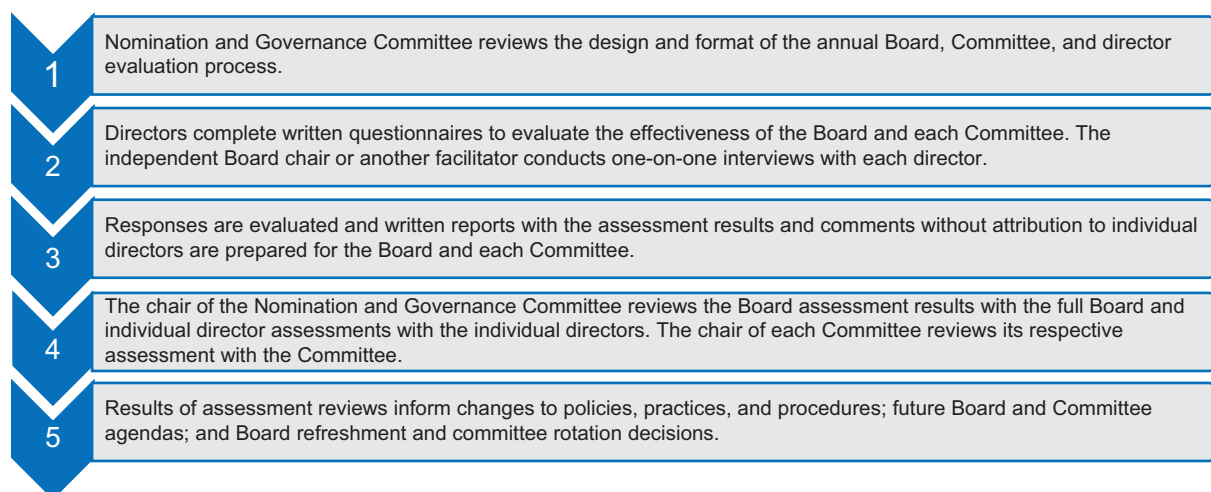 1
Nomination and Governance Committee reviews the design and format of the annual Board, Committee, and director
evaluation process.
2
Directors complete written questionnaires to evaluate the effectiveness of the Board and each Committee. The
independent Board chair or another facilitator conducts one-on-one interviews with each director.
3
Responses are evaluated and written reports with the assessment results and comments without attribution to individual
directors are prepared for the Board and each Committee.
4
The chair of the Nomination and Governance Committee reviews the Board assessment results with the full Board and
individual director assessments with the individual directors. The chair of each Committee reviews its respective
assessment with the Committee.
5
Results of assessment reviews inform changes to policies, practices, and procedures; future Board and Committee
agendas; and Board refreshment and committee rotation decisions.